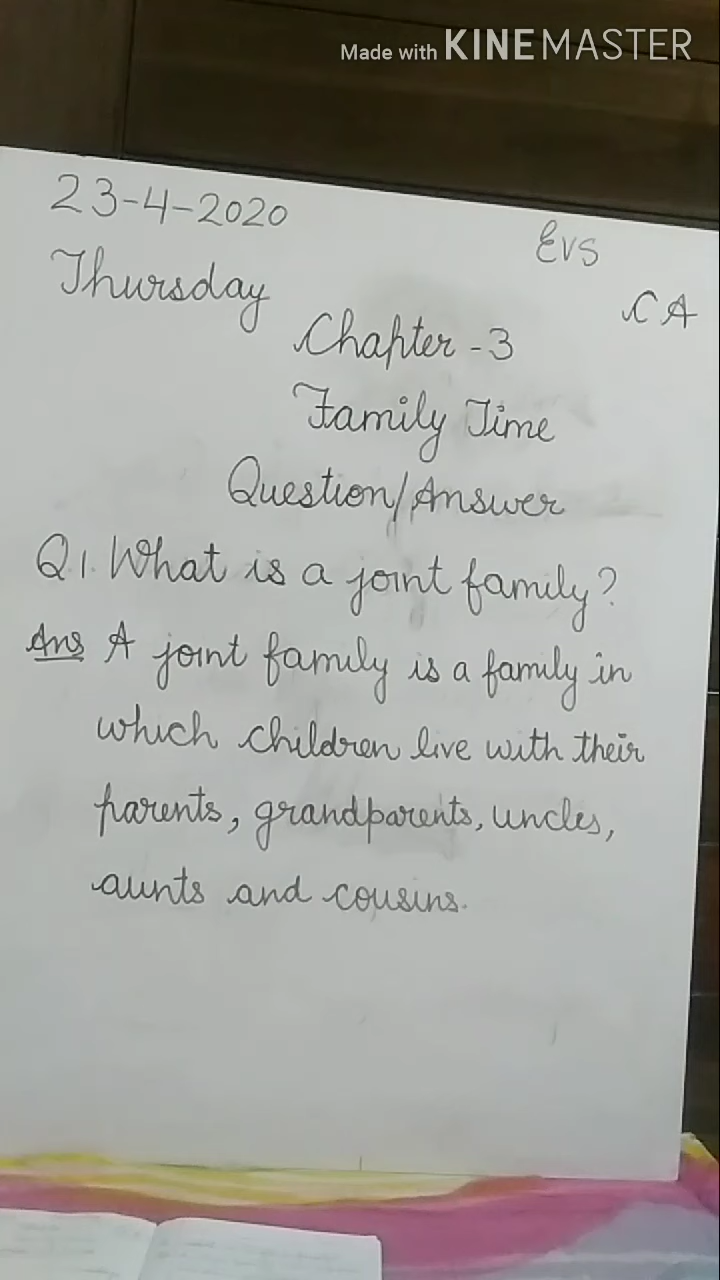 Made with KINEMASTER
23-4-2020
EVS
Thursday
CA
Chapter-3
Family Time
Question/Answer
Q1. What is a joint family?
Ans A joint family is a family in
which children live with their
parents, grandparents, uncles,
aunts and cousins.